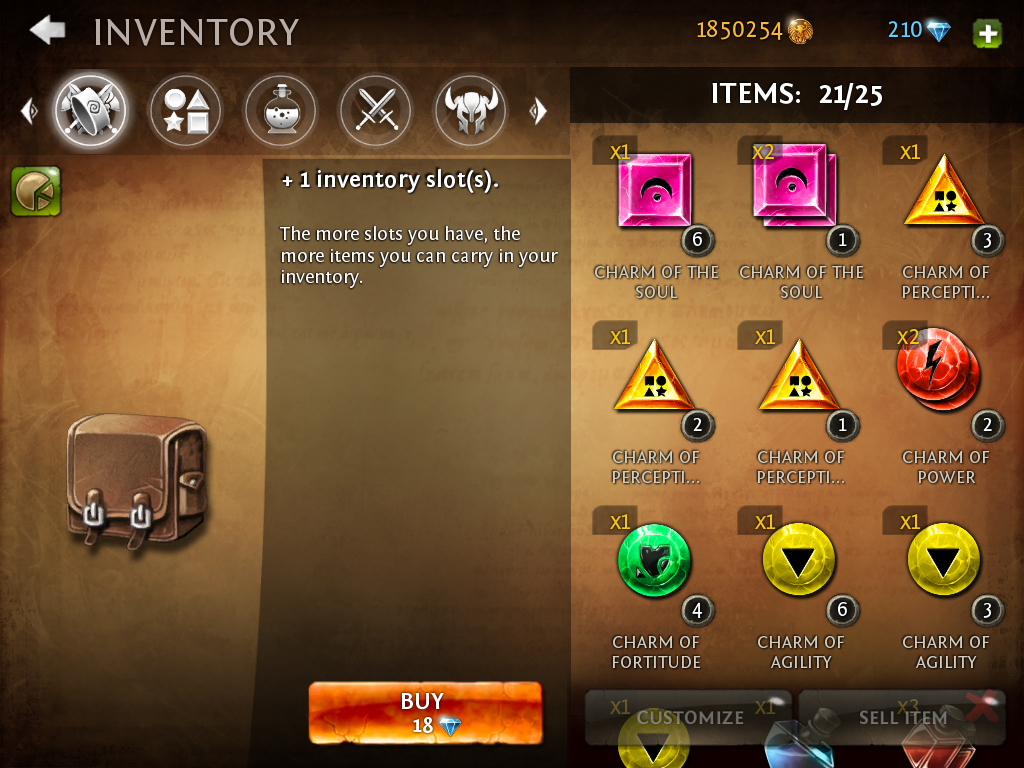 INVENTORY
1850254
210
ITEMS: 21/25
+ 1 inventory slot(s).
The more slots you have, the
more items you can carry in your
inventory.
BUY
18
X1
6
CHARM OF THE
SOUL
X2
1
CHARM OF THE
SOUL
X1
3
CHARM OF
PERCEPTI...
X1
2
CHARM OF
PERCEPTI...
X1
1
CHARM OF
PERCEPTI...
X2
2
CHARM OF
POWER
X1
4
CHARM OF
FORTITUDE
X1
6
CHARM OF
AGILITY
X1
3
CHARM OF
AGILITY
X1
X1
X3
CUSTOMIZE
SELL ITEM